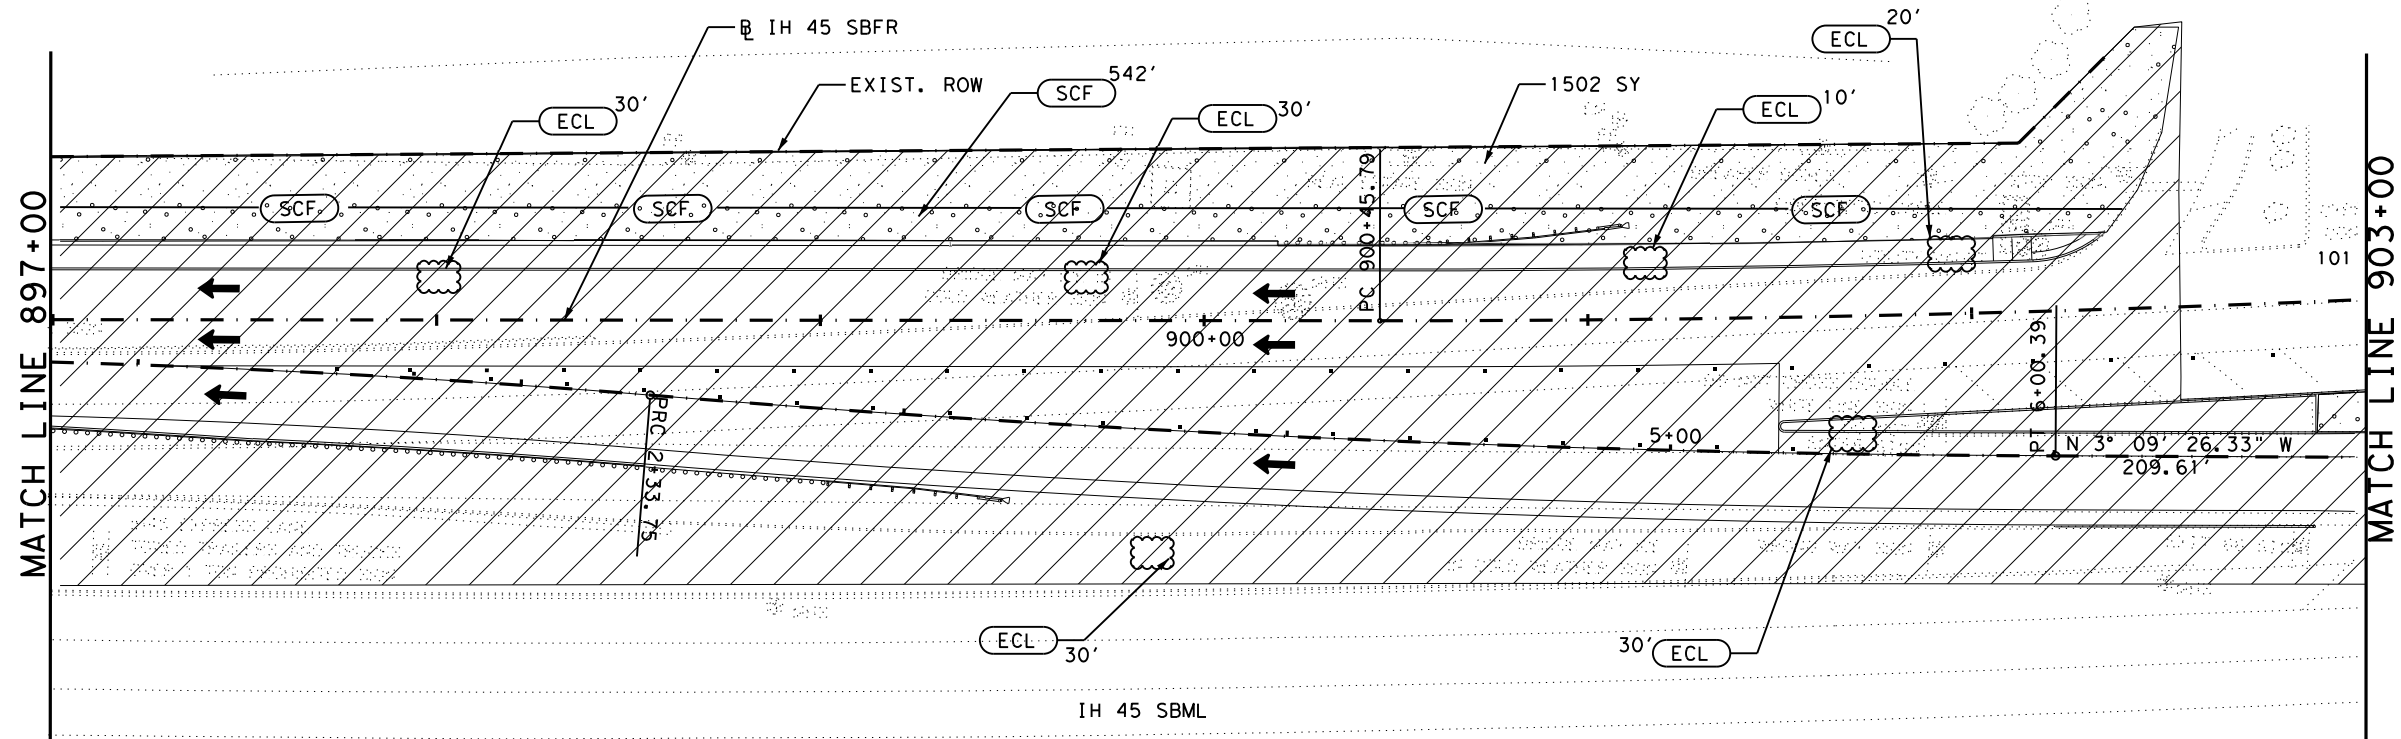 BL IH 45 SBFR
EXIST. ROW
SCF 542'
1502 SY
ECL 20'
ECL 30'
ECL 30'
ECL 10'
SCF
SCF
SCF
SCF
SCF
PC 900+45.79
101
MATCH LINE 897+00
MATCH LINE 903+00
900+00
PRC 2+33.75
5+00
PT 6+00.39
N 3° 09' 26.33" W
209.61'
ECL 30'
30' ECL
IH 45 SBML